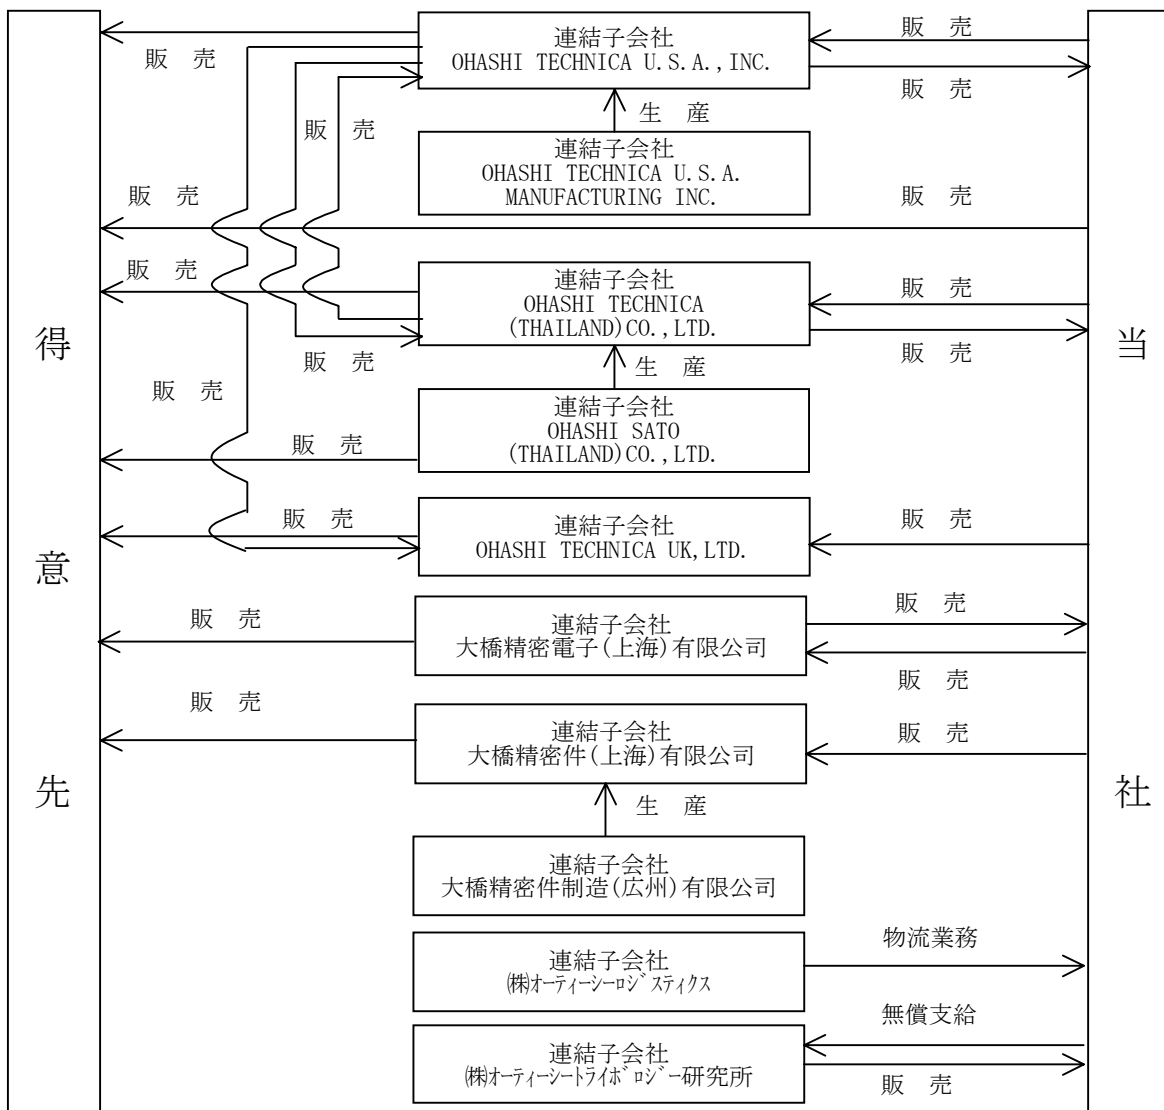 連結子会社
OHASHI TECHNICA U.S.A.,INC.
販 売
販 売
販 売
生 産
販 売
連結子会社
OHASHI TECHNICA U.S.A.
MANUFACTURING INC.
販 売
販 売
販 売
連結子会社
OHASHI TECHNICA
(THAILAND)CO.,LTD.
販 売
販 売
販 売
生 産
販 売
連結子会社
OHASHI SATO
(THAILAND)CO.,LTD.
販 売
販 売
連結子会社
OHASHI TECHNICA UK,LTD.
販 売
販 売
連結子会社
大橋精密電子(上海)有限公司
販 売
販 売
販 売
連結子会社
大橋精密件(上海)有限公司
販 売
生 産
連結子会社
大橋精密件制造(広州)有限公司
連結子会社
㈱オーティーシーロジスティクス
物流業務
連結子会社
㈱オーティーシートライボロジー研究所
無償支給
販 売
得意先
当社